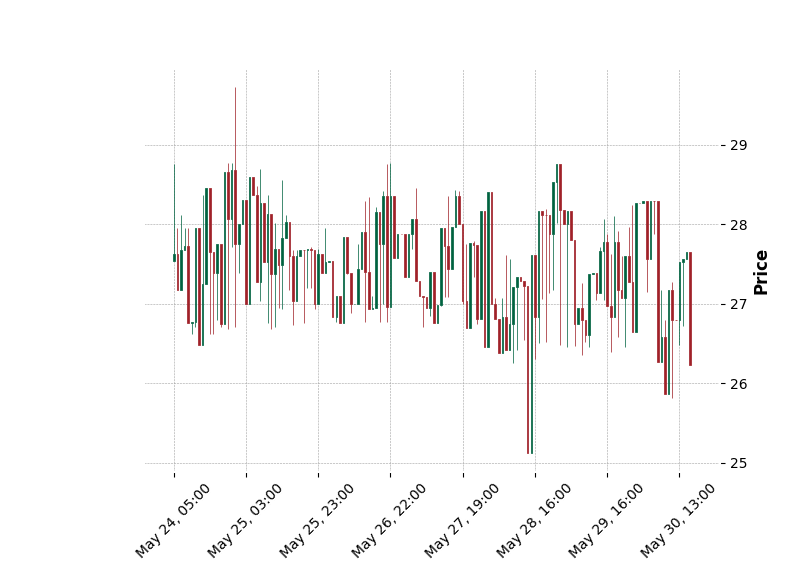 29
28
27
26
25
Price
May 24, 05:00
May 25, 03:00
May 25, 23:00
May 26, 22:00
May 27, 19:00
May 28, 16:00
May 29, 16:00
May 30, 13:00